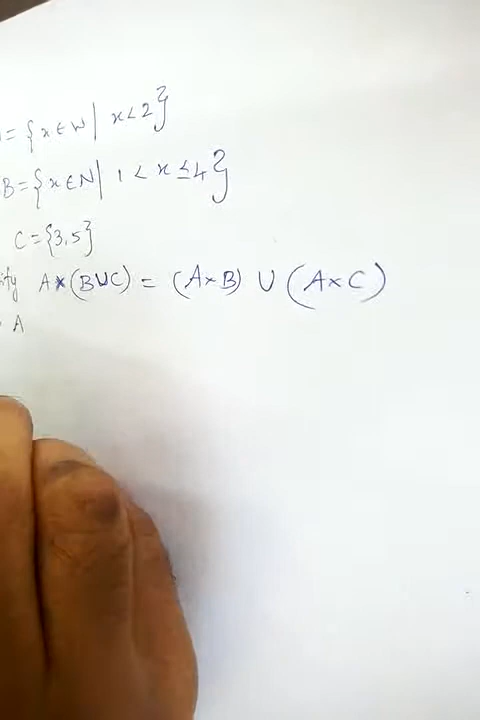 = {x ∈ W | x < 2}
B = {x ∈ N | 1 < x ≤ 4}
C = {3,5}
A × (B ∪ C) = (A × B) ∪ (A × C)
A